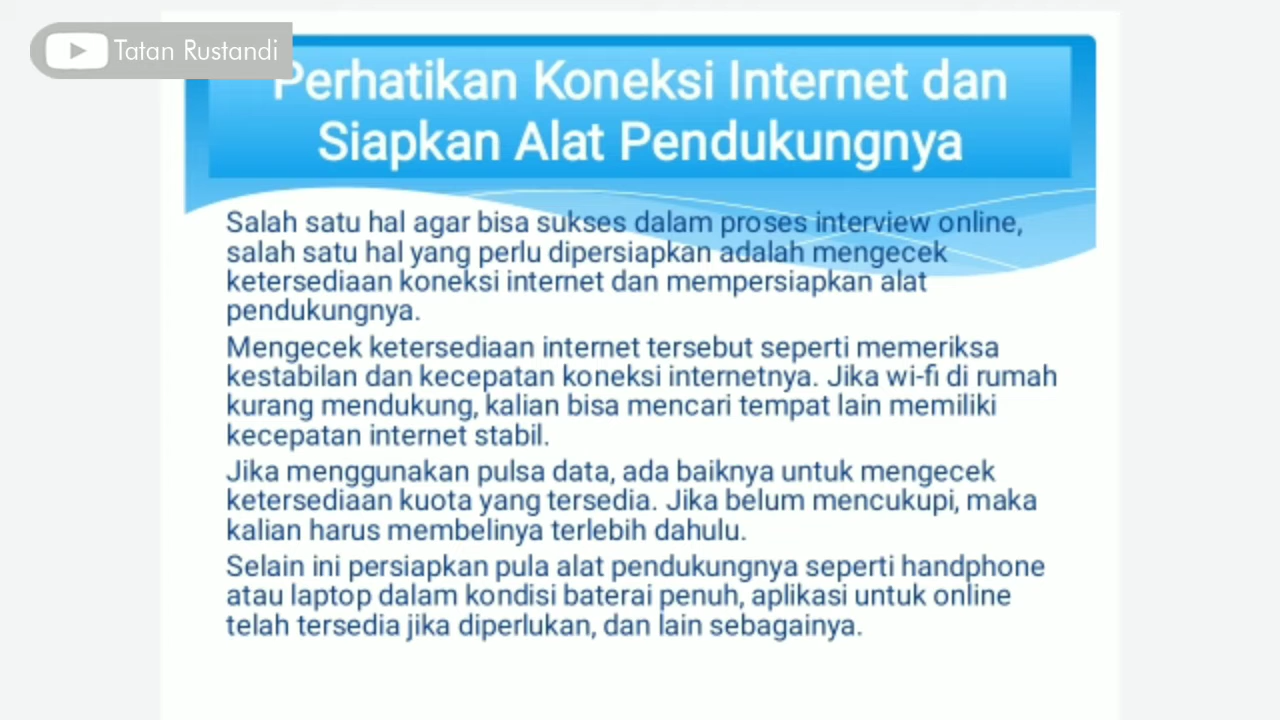 Tatan Rustandi
Perhatikan Koneksi Internet dan
Siapkan Alat Pendukungnya
Salah satu hal agar bisa sukses dalam proses interview online,
salah satu hal yang perlu dipersiapkan adalah mengecek
ketersediaan koneksi internet dan mempersiapkan alat
pendukungnya.
Mengecek ketersediaan internet tersebut seperti memeriksa
kestabilan dan kecepatan koneksi internetnya. Jika wi-fi di rumah
kurang mendukung, kalian bisa mencari tempat lain memiliki
kecepatan internet stabil.
Jika menggunakan pulsa data, ada baiknya untuk mengecek
ketersediaan kuota yang tersedia. Jika belum mencukupi, maka
kalian harus membelinya terlebih dahulu.
Selain ini persiapkan pula alat pendukungnya seperti handphone
atau laptop dalam kondisi baterai penuh, aplikasi untuk online
telah tersedia jika diperlukan, dan lain sebagainya.